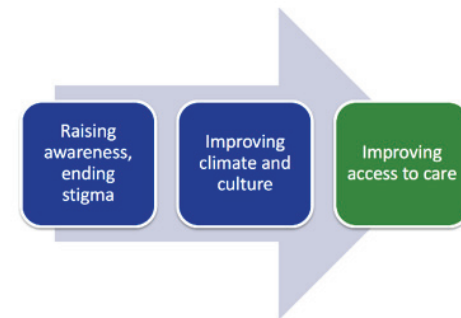 Raising
awareness,
ending
stigma
Improving
climate and
culture
Improving
access to care